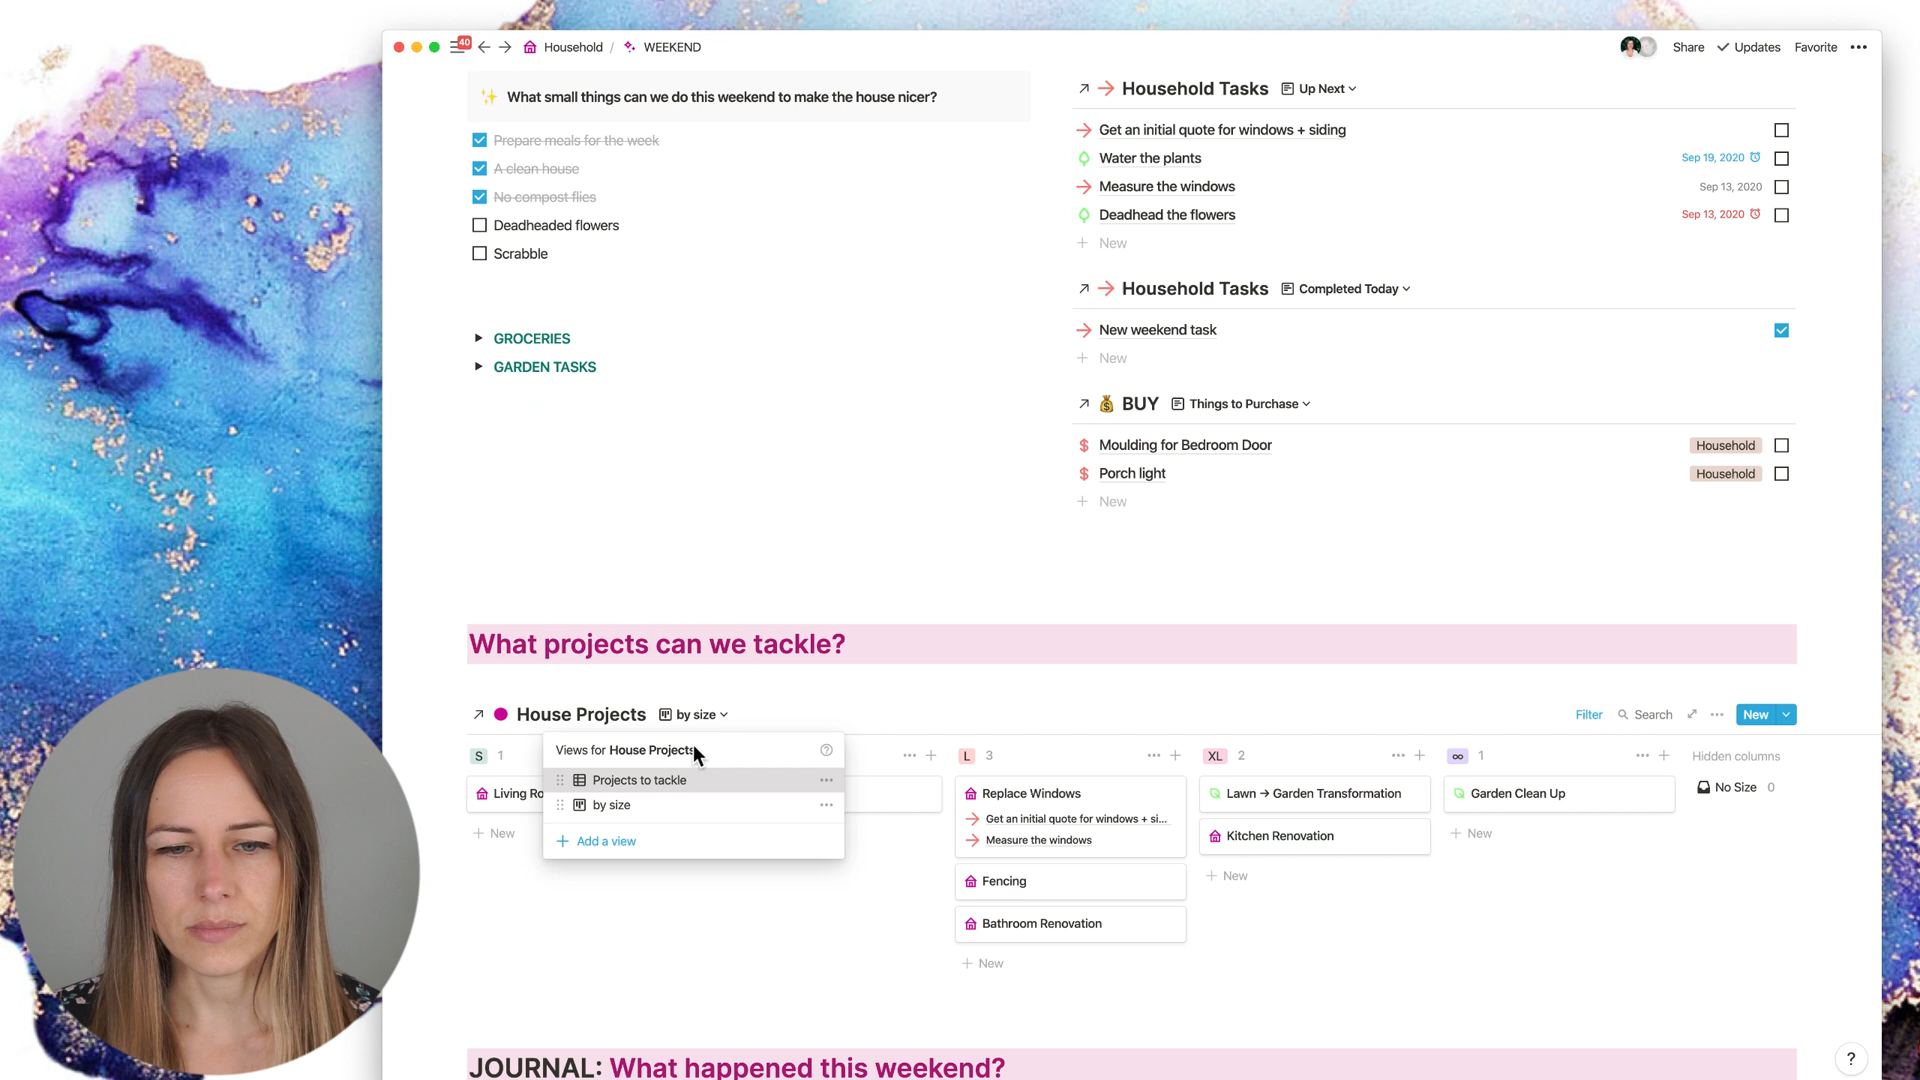 40
Household / WEEKEND
Share
Updates
Favorite
What small things can we do this weekend to make the house nicer?
Prepare meals for the week
A clean house
No compost flies
Deadheaded flowers
Scrabble
GROCERIES
GARDEN TASKS
Household Tasks Up Next
Get an initial quote for windows + siding
Water the plants Sep 19, 2020
Measure the windows Sep 13, 2020
Deadhead the flowers Sep 13, 2020
New
Household Tasks Completed Today
New weekend task
New
BUY Things to Purchase
Moulding for Bedroom Door Household
Porch light Household
New
What projects can we tackle?
House Projects by size
Filter Search New
Views for House Projects
Projects to tackle
by size
Add a view
S 1
Living Ro
New
L 3
Replace Windows
Get an initial quote for windows + si...
Measure the windows
Fencing
Bathroom Renovation
New
XL 2
Lawn → Garden Transformation
Kitchen Renovation
New
∞ 1
Garden Clean Up
New
Hidden columns
No Size 0
JOURNAL: What happened this weekend?
?